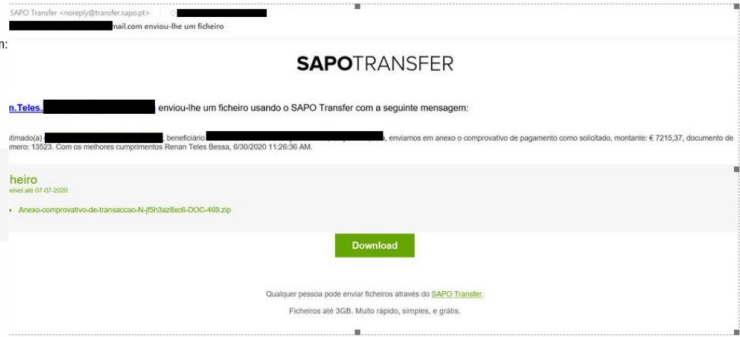 SAPO Transfer <noreply@transfer.sapo.pt>
mail.com enviou-lhe um ficheiro
n:
SAPOTRANSFER
n.Teles. enviou-lhe um ficheiro usando o SAPO Transfer com a seguinte mensagem:
stimado(a) , beneficiário , enviamos em anexo o comprovativo de pagamento como solicitado, montante: € 7215,37, documento de
úmero: 13523. Com os melhores cumprimentos Renan Teles Bessa, 6/30/2020 11:26:36 AM.
heiro
nível até 07-07-2020
• Anexo-comprovativo-de-transaccao-N-jf5h3az8xc6-DOC-469.zip
Download
Qualquer pessoa pode enviar ficheiros através do SAPO Transfer.
Ficheiros até 3GB. Muito rápido, simples, e grátis.